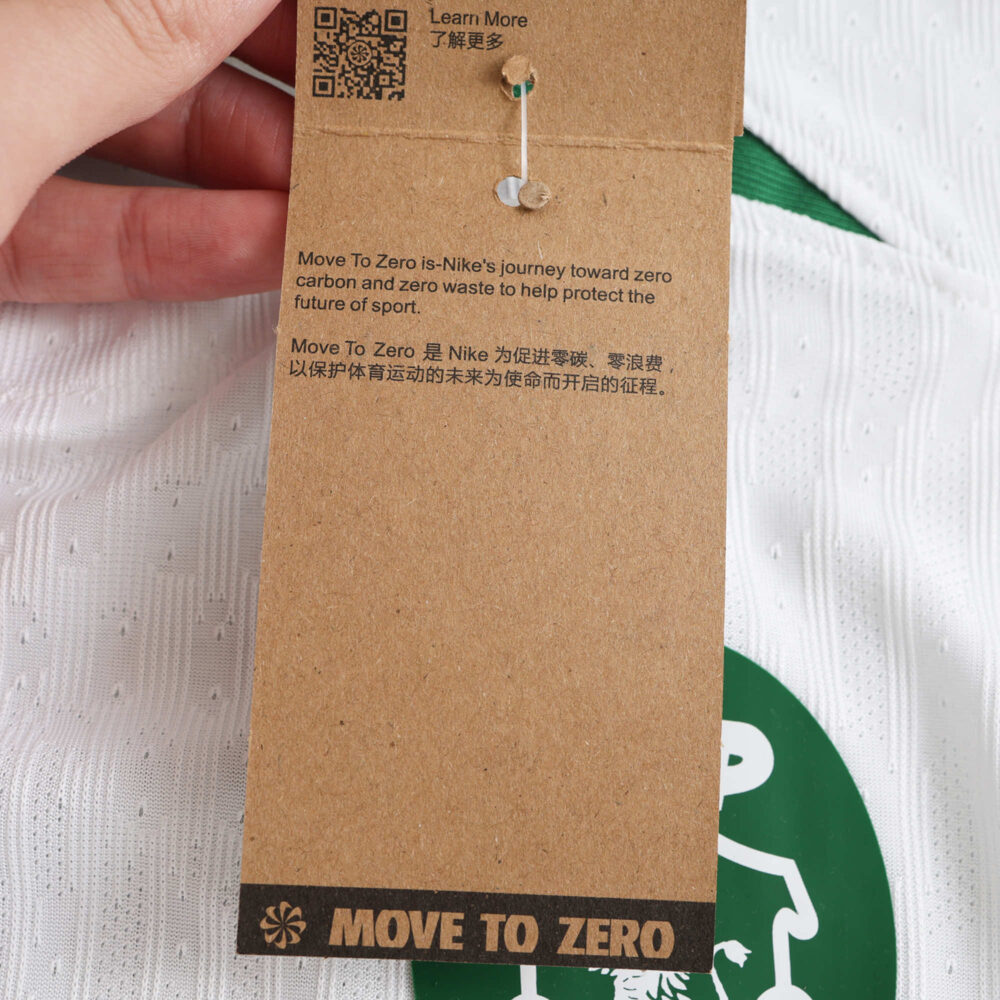 Learn More
了解更多
Move To Zero is-Nike's journey toward zero
carbon and zero waste to help protect the
future of sport.
Move To Zero 是 Nike 为促进零碳、零浪费，
以保护体育运动的未来为使命而开启的征程。
MOVE TO ZERO